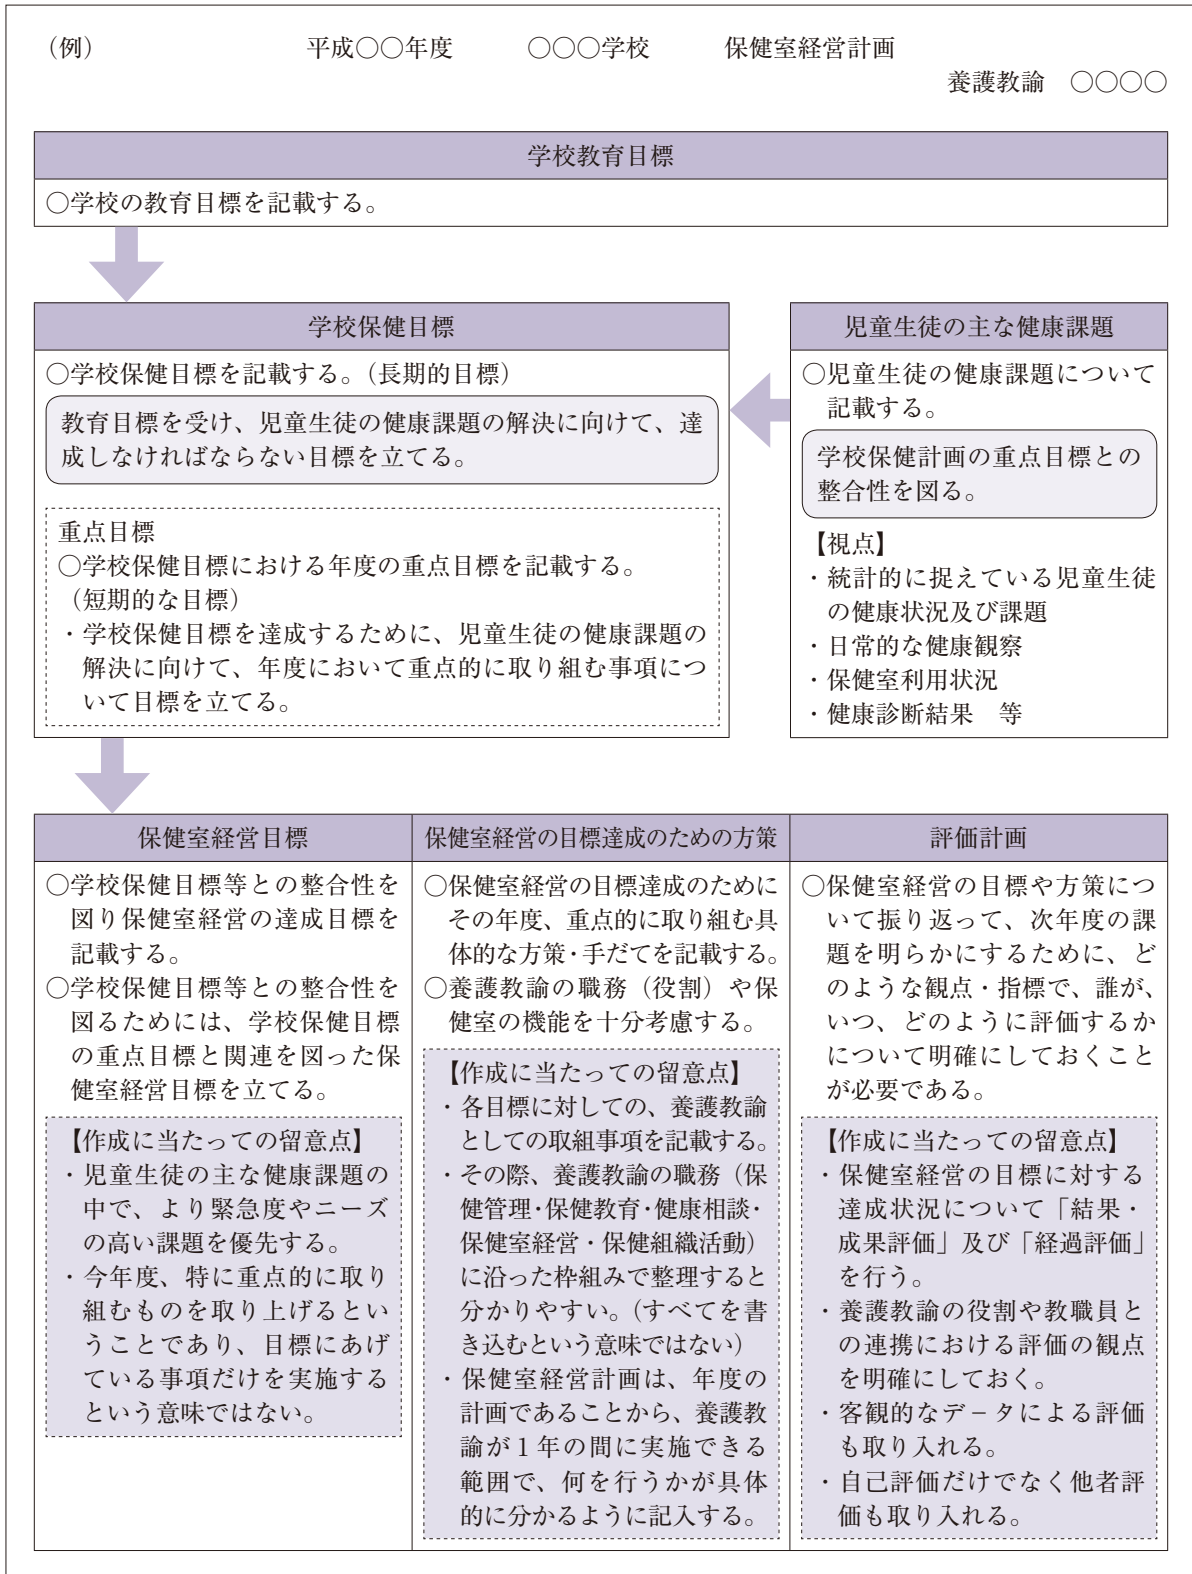 （例）　平成〇〇年度　〇〇〇学校　保健室経営計画
養護教諭　〇〇〇〇
学校教育目標
〇学校の教育目標を記載する。
学校保健目標
〇学校保健目標を記載する。（長期的目標）
教育目標を受け、児童生徒の健康課題の解決に向けて、達
成しなければならない目標を立てる。
重点目標
〇学校保健目標における年度の重点目標を記載する。
（短期的な目標）
・学校保健目標を達成するために、児童生徒の健康課題の
解決に向けて、年度において重点的に取り組む事項につ
いて目標を立てる。
児童生徒の主な健康課題
〇児童生徒の健康課題について
記載する。
学校保健計画の重点目標との
整合性を図る。
【視点】
・統計的に捉えている児童生徒
の健康状況及び課題
・日常的な健康観察
・保健室利用状況
・健康診断結果　等
保健室経営目標
〇学校保健目標等との整合性を
図り保健室経営の達成目標を
記載する。
〇学校保健目標等との整合性を
図るためには、学校保健目標
の重点目標と関連を図った保
健室経営目標を立てる。
【作成に当たっての留意点】
・児童生徒の主な健康課題の
中で、より緊急度やニーズ
の高い課題を優先する。
・今年度、特に重点的に取り
組むものを取り上げるとい
うことであり、目標にあげ
ている事項だけを実施する
という意味ではない。
保健室経営の目標達成のための方策
〇保健室経営の目標達成のために
その年度、重点的に取り組む具
体的な方策・手だてを記載する。
〇養護教諭の職務（役割）や保
健室の機能を十分考慮する。
【作成に当たっての留意点】
・各目標に対しての、養護教諭
としての取組事項を記載する。
・その際、養護教諭の職務（保
健管理・保健教育・健康相談・
保健室経営・保健組織活動）
に沿った枠組みで整理すると
分かりやすい。（すべてを書
き込むという意味ではない）
・保健室経営計画は、年度の
計画であることから、養護教
諭が１年の間に実施できる
範囲で、何を行うかが具体
的に分かるように記入する。
評価計画
〇保健室経営の目標や方策につ
いて振り返って、次年度の課
題を明らかにするために、ど
のような観点・指標で、誰が、
いつ、どのように評価するか
について明確にしておくこと
が必要である。
【作成に当たっての留意点】
・保健室経営の目標に対する
達成状況について「結果・
成果評価」及び「経過評価」
を行う。
・養護教諭の役割や教職員と
の連携における評価の観点
を明確にしておく。
・客観的なデータによる評価
も取り入れる。
・自己評価だけでなく他者評
価も取り入れる。